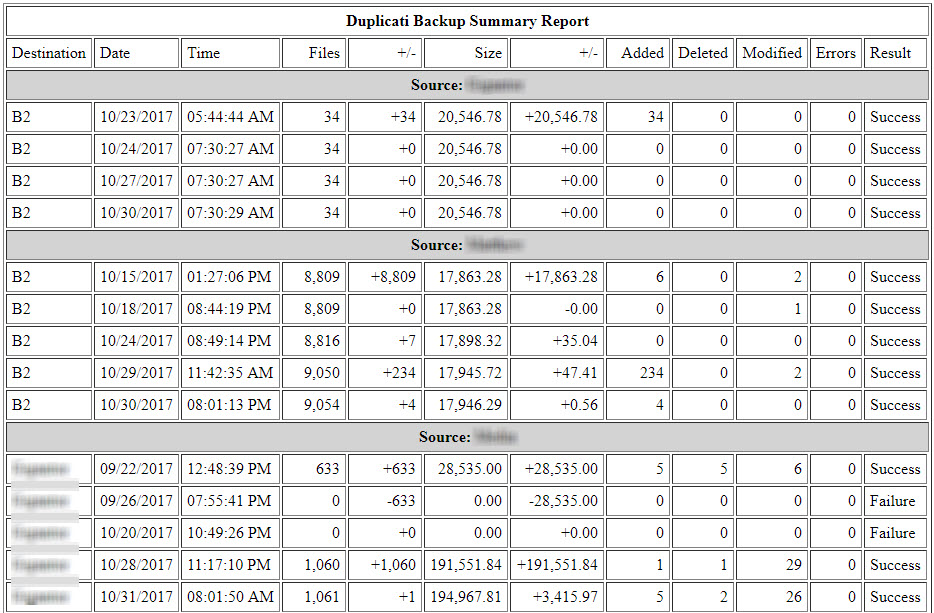 Duplicati Backup Summary Report
Destination Date Time Files +/- Size +/- Added Deleted Modified Errors Result
Source:
B2 10/23/2017 05:44:44 AM 34 +34 20,546.78 +20,546.78 34 0 0 0 Success
B2 10/24/2017 07:30:27 AM 34 +0 20,546.78 +0.00 0 0 0 0 Success
B2 10/27/2017 07:30:27 AM 34 +0 20,546.78 +0.00 0 0 0 0 Success
B2 10/30/2017 07:30:29 AM 34 +0 20,546.78 +0.00 0 0 0 0 Success
Source:
B2 10/15/2017 01:27:06 PM 8,809 +8,809 17,863.28 +17,863.28 6 0 2 0 Success
B2 10/18/2017 08:44:19 PM 8,809 +0 17,863.28 -0.00 0 0 1 0 Success
B2 10/24/2017 08:49:14 PM 8,816 +7 17,898.32 +35.04 0 0 0 0 Success
B2 10/29/2017 11:42:35 AM 9,050 +234 17,945.72 +47.41 234 0 2 0 Success
B2 10/30/2017 08:01:13 PM 9,054 +4 17,946.29 +0.56 4 0 0 0 Success
Source:
09/22/2017 12:48:39 PM 633 +633 28,535.00 +28,535.00 5 5 6 0 Success
09/26/2017 07:55:41 PM 0 -633 0.00 -28,535.00 0 0 0 0 Failure
10/20/2017 10:49:26 PM 0 +0 0.00 +0.00 0 0 0 0 Failure
10/28/2017 11:17:10 PM 1,060 +1,060 191,551.84 +191,551.84 1 1 29 0 Success
10/31/2017 08:01:50 AM 1,061 +1 194,967.81 +3,415.97 5 2 26 0 Success